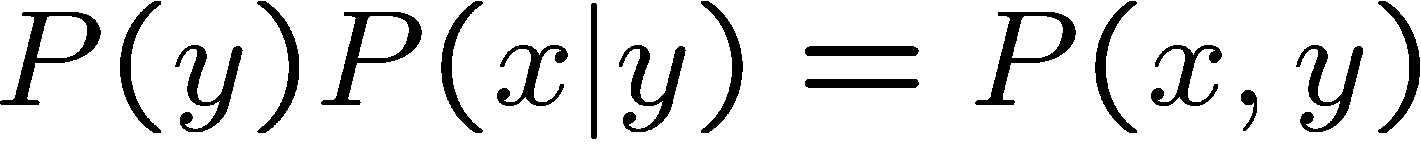 P(y)P(x|y) = P(x, y)